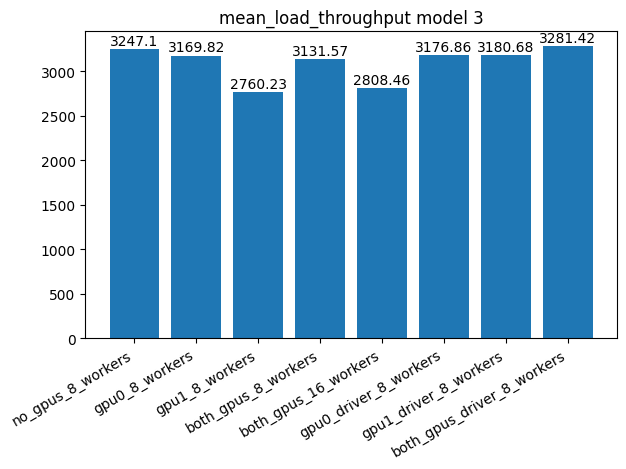 mean_load_throughput model 3
3247.1
3169.82
2760.23
3131.57
2808.46
3176.86
3180.68
3281.42
3000
2500
2000
1500
1000
500
0
no_gpus_8_workers
gpu0_8_workers
gpu1_8_workers
both_gpus_8_workers
both_gpus_16_workers
gpu0_driver_8_workers
gpu1_driver_8_workers
both_gpus_driver_8_workers